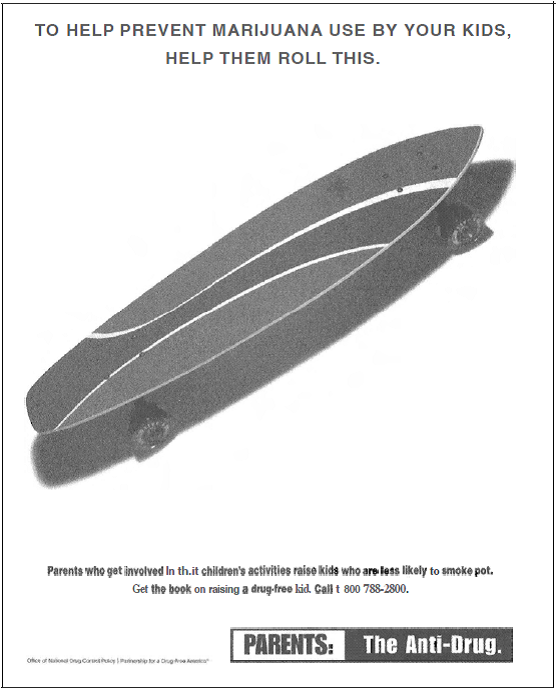 TO HELP PREVENT MARIJUANA USE BY YOUR KIDS,
HELP THEM ROLL THIS.
Parents who get involved In th.it children's activities raise kids who are less likely to smoke pot.
Get the book on raising a drug-free kid. Call t 800 788-2800.
PARENTS: The Anti-Drug.
Office of National Drug Control Policy | Partnership for a Drug-Free America®